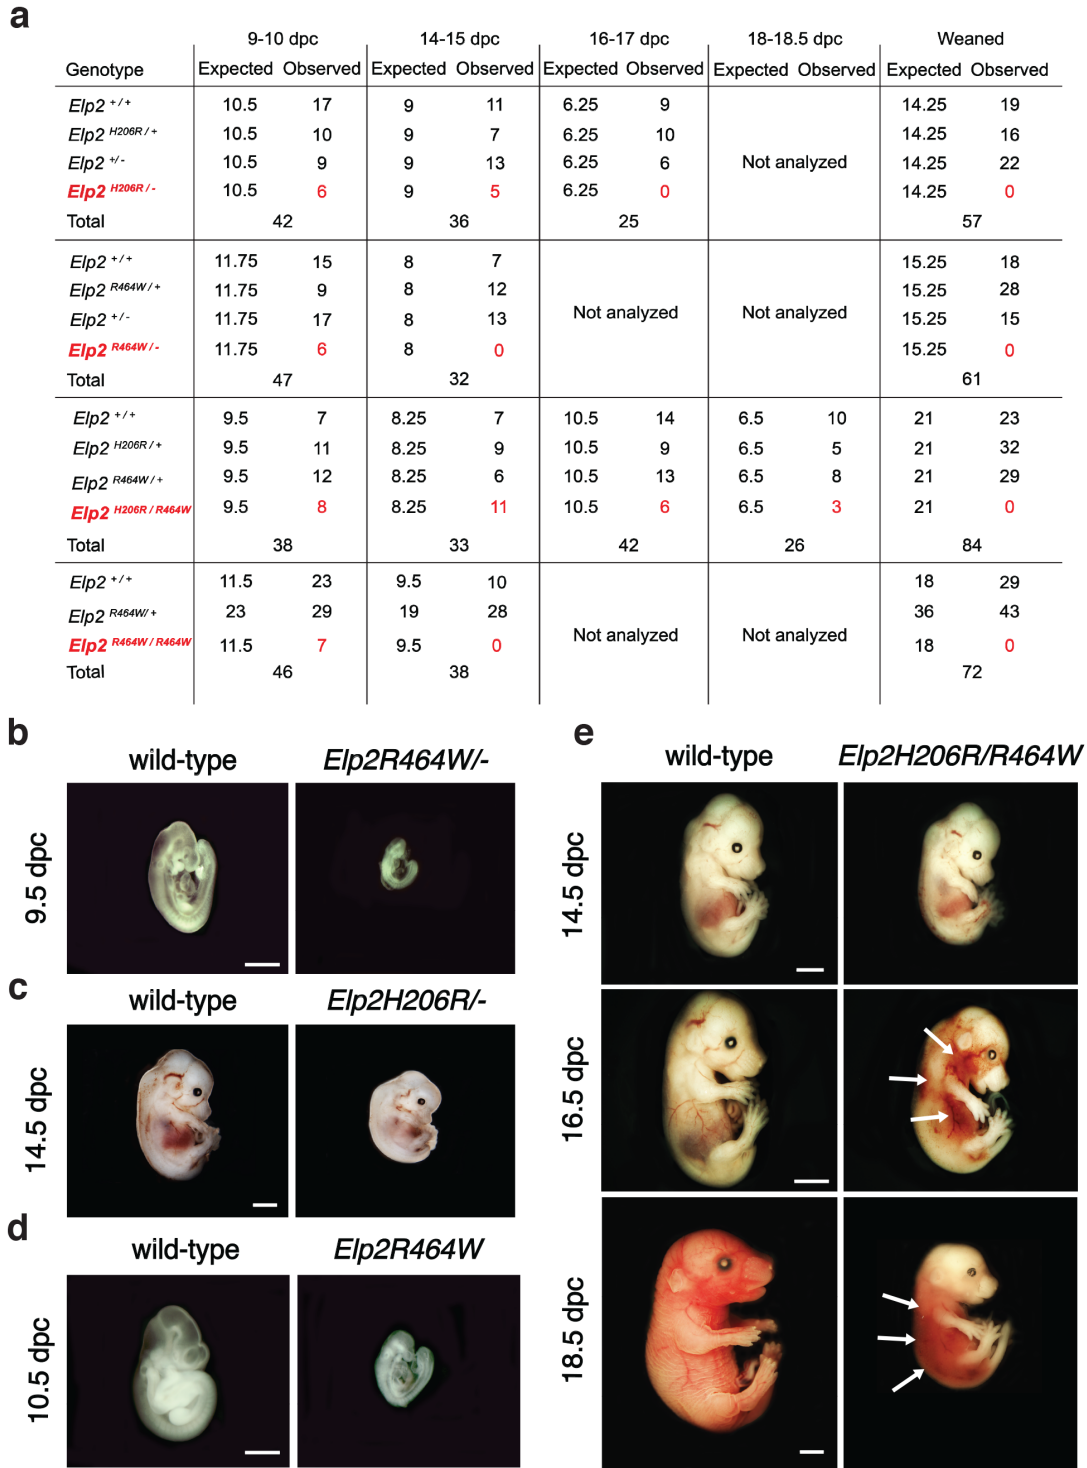 a
9-10 dpc 14-15 dpc 16-17 dpc 18-18.5 dpc Weaned
Genotype Expected Observed Expected Observed Expected Observed Expected Observed Expected Observed
Elp2 +/+ 10.5 17 9 11 6.25 9 14.25 19
Elp2 H206R/+ 10.5 10 9 7 6.25 10 14.25 16
Elp2 +/- 10.5 9 9 13 6.25 6 Not analyzed 14.25 22
Elp2 H206R/- 10.5 6 9 5 6.25 0 14.25 0
Total 42 36 25 57
Elp2 +/+ 11.75 15 8 7 15.25 18
Elp2 R464W/+ 11.75 9 8 12 15.25 28
Elp2 +/- 11.75 17 8 13 Not analyzed Not analyzed 15.25 15
Elp2 R464W/- 11.75 6 8 0 15.25 0
Total 47 32 61
Elp2 +/+ 9.5 7 8.25 7 10.5 14 6.5 10 21 23
Elp2 H206R/+ 9.5 11 8.25 9 10.5 9 6.5 5 21 32
Elp2 R464W/+ 9.5 12 8.25 6 10.5 13 6.5 8 21 29
Elp2 H206R/R464W 9.5 8 8.25 11 10.5 6 6.5 3 21 0
Total 38 33 42 26 84
Elp2 +/+ 11.5 23 9.5 10 18 29
Elp2 R464W/+ 23 29 19 28 Not analyzed Not analyzed 36 43
Elp2 R464W/R464W 11.5 7 9.5 0 18 0
Total 46 38 72
b
wild-type Elp2R464W/-
9.5 dpc
c
wild-type Elp2H206R/-
14.5 dpc
d
wild-type Elp2R464W
10.5 dpc
e
wild-type Elp2H206R/R464W
14.5 dpc
16.5 dpc
18.5 dpc